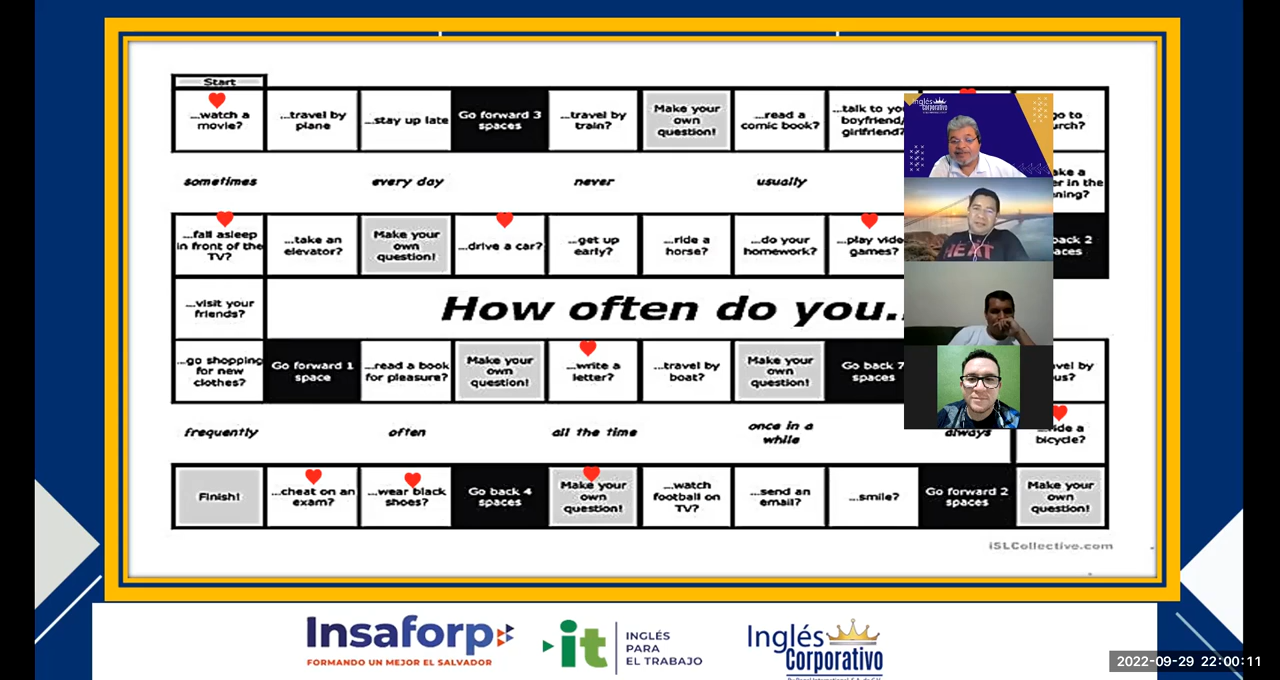 Start
...watch a
movie?
...travel by
plane
...stay up late
Go forward 3
spaces
...travel by
train?
Make your
own
question!
...read a
comic book?
...talk to
boyfriend/
girlfriend?
go to
sometimes
every day
never
usually
in the
...fall asleep
in front of the
TV?
...take an
elevator?
Make your
own
question!
...drive a car?
...get up
early?
...ride a
horse?
...do your
homework?
...play
games?
back 2
...visit your
friends?
How often do you..
...go shopping
for new
clothes?
Go forward 1
space
...read a book
for pleasure?
Make your
own
question!
...write a
letter?
...travel by
boat?
Make your
own
question!
Go back 7
spaces
by
frequently
often
all the time
once in a
while
always
a
bicycle?
Finish!
...cheat on an
exam?
...wear black
shoes?
Go back 4
spaces
Make your
own
question!
...watch
football on
TV?
...send an
email?
...smile?
Go forward 2
spaces
Make your
own
question!
iSLCollective.com
Inglés
Corporativo
HEAT
Insaforp
FORMANDO UN MEJOR EL SALVADOR
it
INGLÉS
PARA
EL TRABAJO
Inglés
Corporativo
2022-09-29 22:00:11